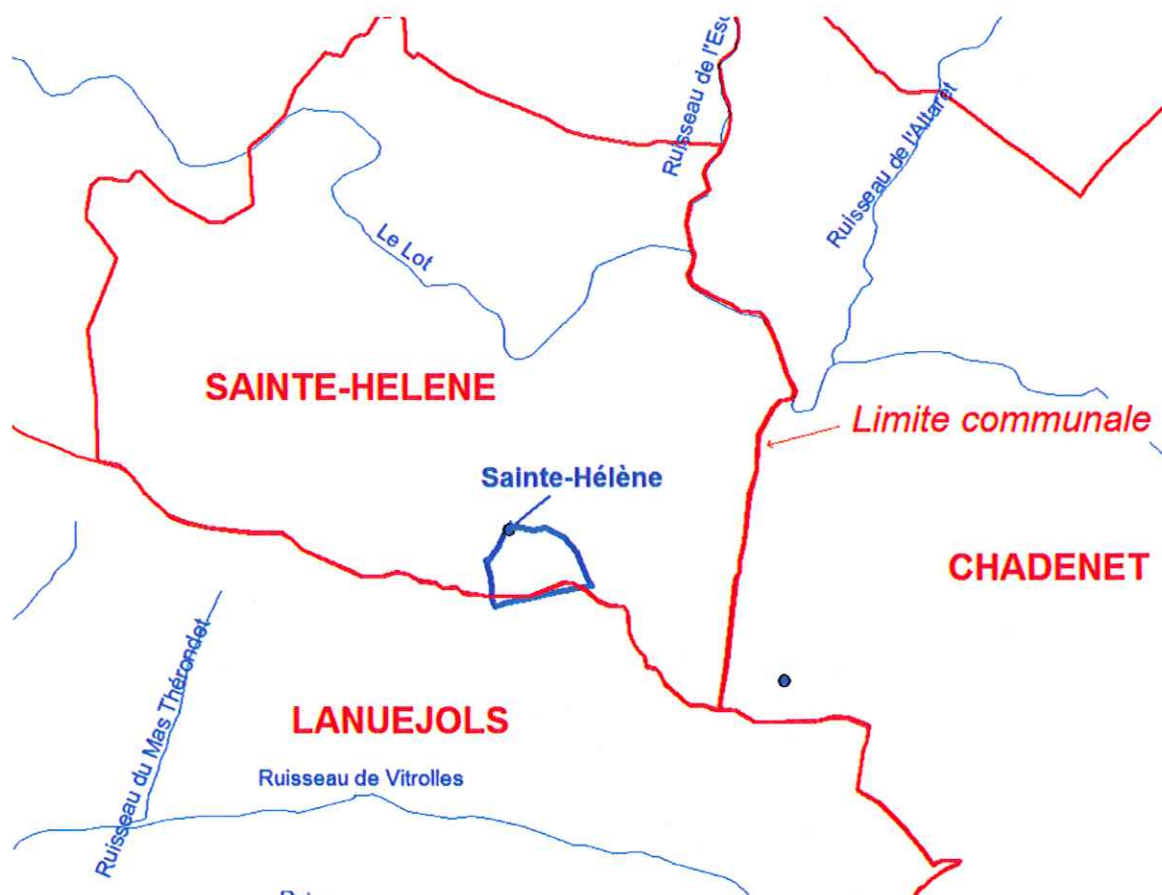 Ruisseau de l'Esc
Ruisseau de l'Altaret
Le Lot
SAINTE-HELENE
Limite communale
Sainte-Hélène
CHADENET
Ruisseau du Mas Thérondet
LANUEJOLS
Ruisseau de Vitrolles